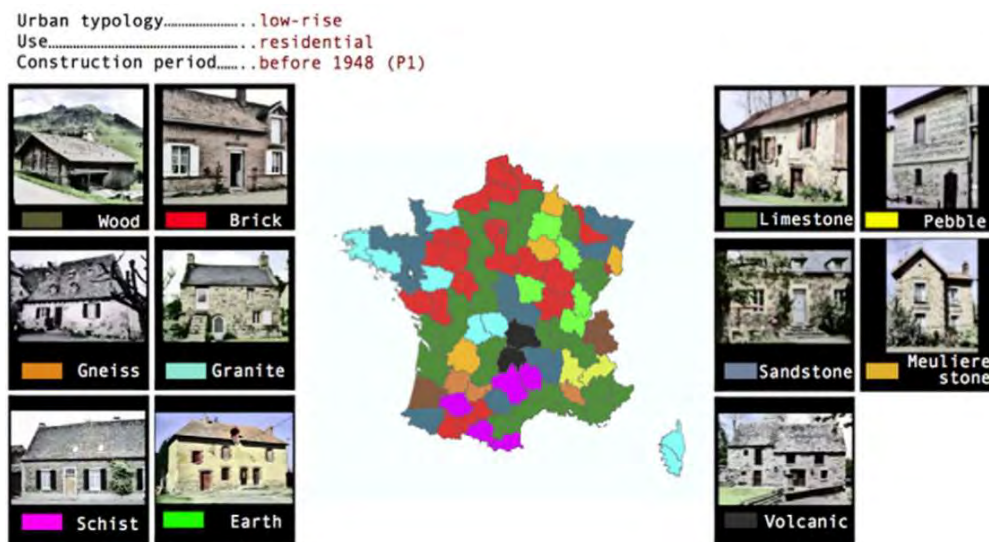 Urban typology......................low-rise
Use.............................................residential
Construction period........before 1948 (P1)
Wood
Brick
Limestone
Pebble
Gneiss
Granite
Sandstone
Meuliere
stone
Schist
Earth
Volcanic